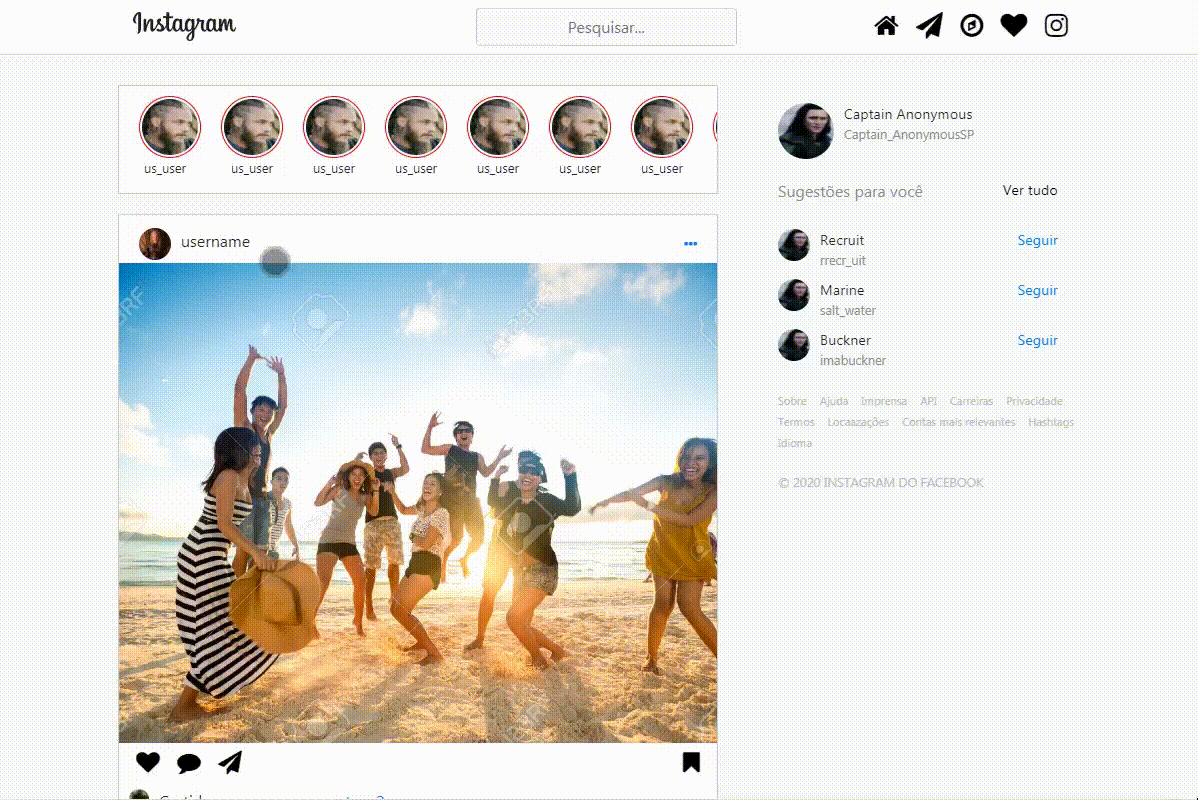 Instagram
Pesquisar...
us_user us_user us_user us_user us_user us_user us_user
Captain Anonymous
Captain_AnonymousSP
Sugestões para você Ver tudo
username
Recruit Seguir
rrecr_uit
Marine Seguir
salt_water
Buckner Seguir
imabuckner
Sobre Ajuda Imprensa API Carreiras Privacidade
Termos Locaazações Contas mais relevantes Hashtags
Idioma
© 2020 INSTAGRAM DO FACEBOOK
123RF